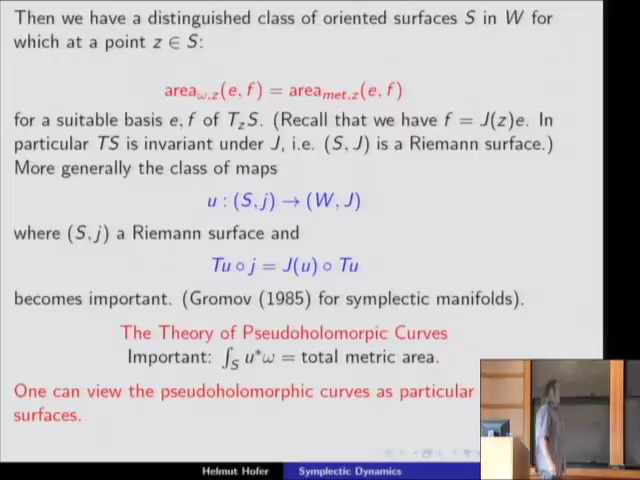 Then we have a distinguished class of oriented surfaces S in W for
which at a point z ∈ S:
area_{ω,z}(e, f) = area_{met,z}(e, f)
for a suitable basis e, f of T_zS. (Recall that we have f = J(z)e. In
particular TS is invariant under J, i.e. (S, J) is a Riemann surface.)
More generally the class of maps
u : (S, j) → (W, J)
where (S, j) a Riemann surface and
Tu ∘ j = J(u) ∘ Tu
becomes important. (Gromov (1985) for symplectic manifolds).
The Theory of Pseudoholomorpic Curves
Important: ∫_S u*ω = total metric area.
One can view the pseudoholomorphic curves as particular
surfaces.
Helmut Hofer Symplectic Dynamics